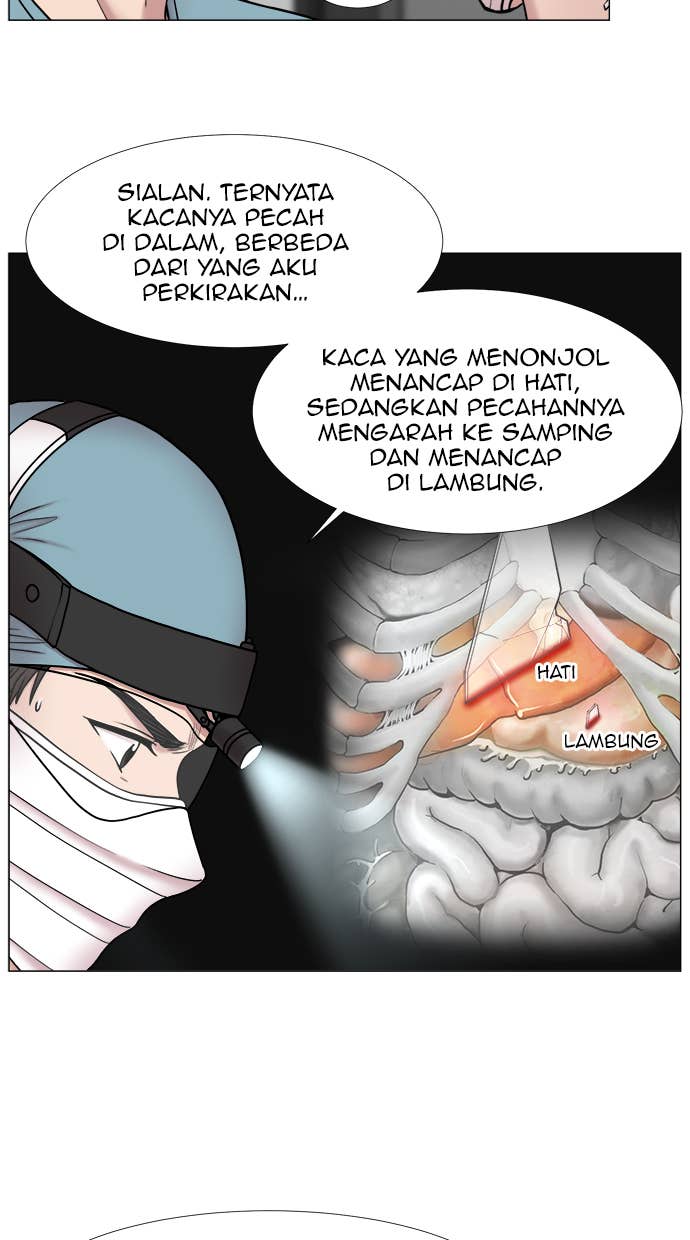 SIALAN. TERNYATA
KACANYA PECAH
DI DALAM, BERBEDA
DARI YANG AKU
PERKIRAKAN...
KACA YANG MENONJOL
MENANCAP DI HATI,
SEDANGKAN PECAHANNYA
MENGARAH KE SAMPING
DAN MENANCAP
DI LAMBUNG.
HATI
LAMBUNG